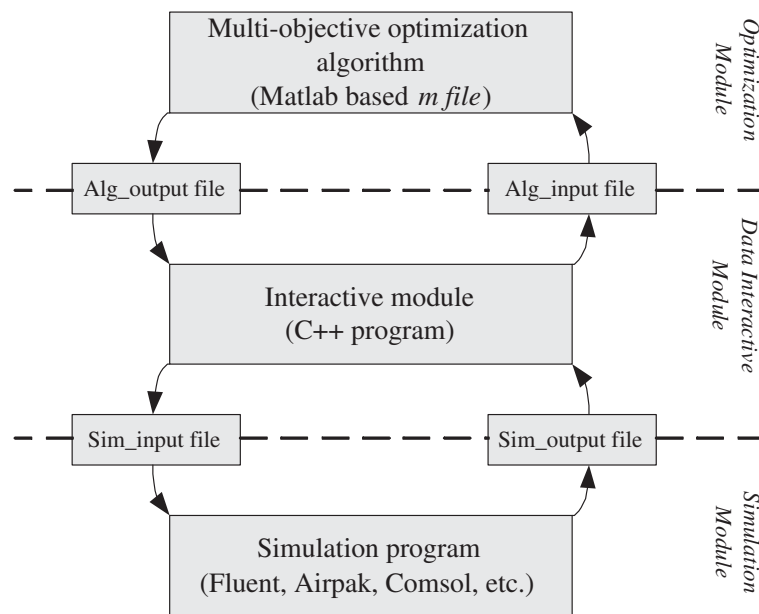 Multi-objective optimization
algorithm
(Matlab based m file)
Optimization
Module
Alg_output file
Alg_input file
Interactive module
(C++ program)
Data Interactive
Module
Sim_input file
Sim_output file
Simulation program
(Fluent, Airpak, Comsol, etc.)
Simulation
Module